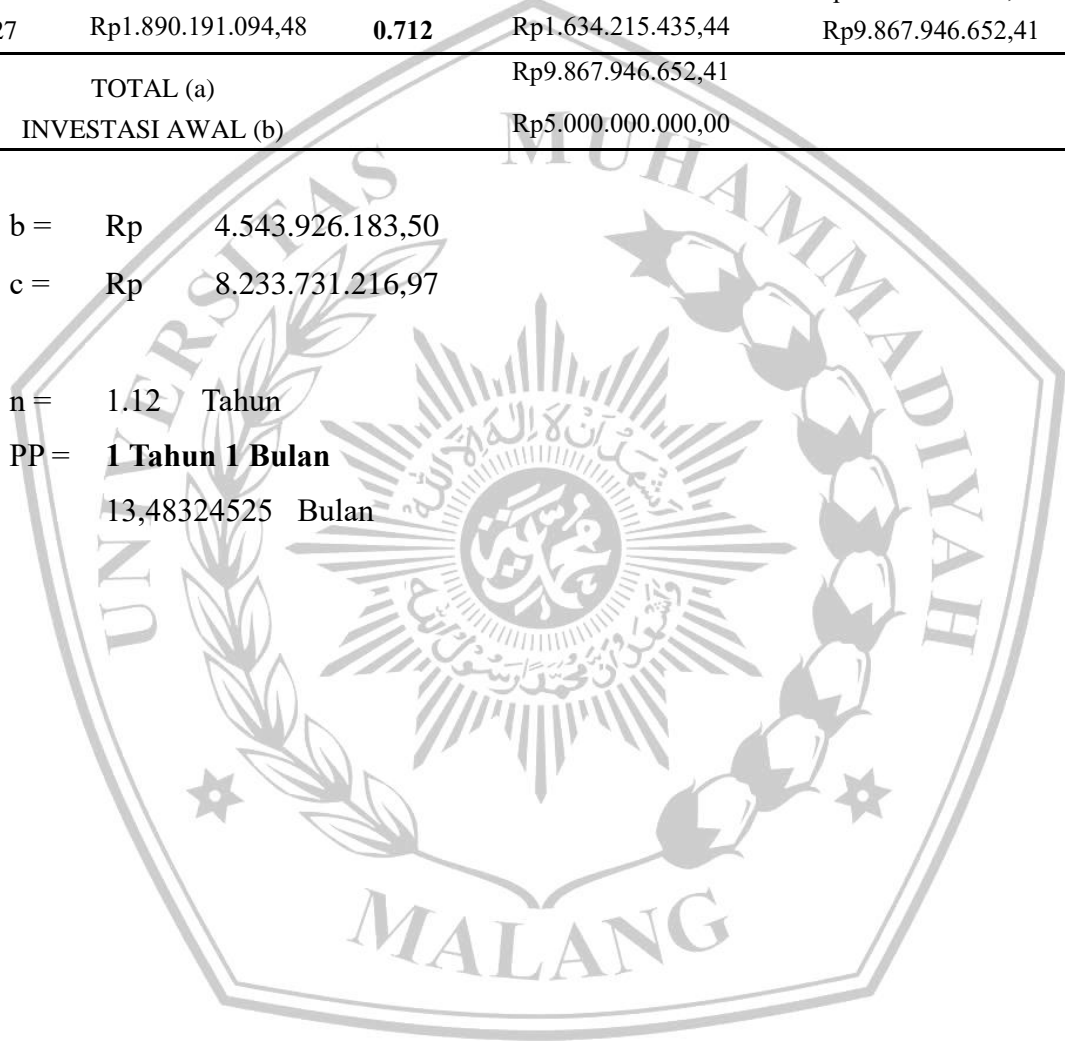 27 Rp1.890.191.094,48 0.712 Rp1.634.215.435,44 Rp9.867.946.652,41
TOTAL (a) Rp9.867.946.652,41
INVESTASI AWAL (b) Rp5.000.000.000,00
b = Rp 4.543.926.183,50
c = Rp 8.233.731.216,97
n = 1.12 Tahun
PP = 1 Tahun 1 Bulan
13,48324525 Bulan
UNIVERSITAS MUHAMMADIYAH
MALANG